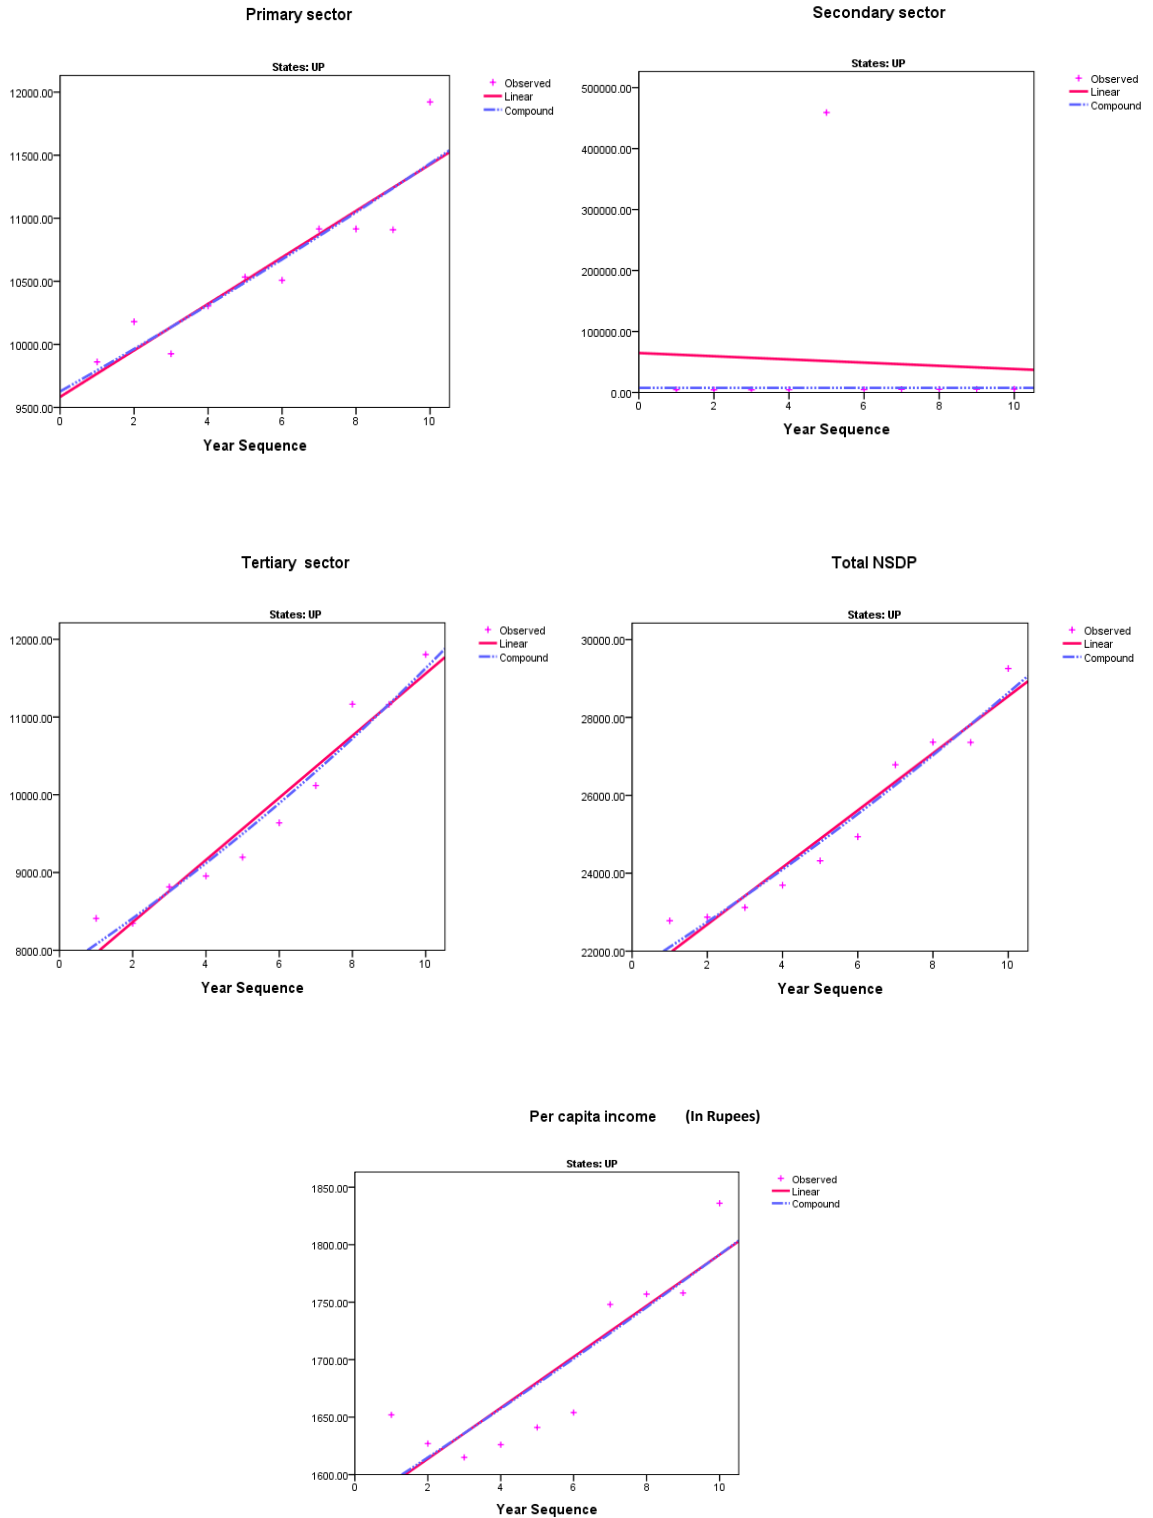 Primary sector
States: UP
Observed
Linear
Compound
12000.00
11500.00
11000.00
10500.00
10000.00
9500.00
0 2 4 6 8 10
Year Sequence
Secondary sector
States: UP
Observed
Linear
Compound
500000.00
400000.00
300000.00
200000.00
100000.00
0.00
0 2 4 6 8 10
Year Sequence
Tertiary sector
States: UP
Observed
Linear
Compound
12000.00
11000.00
10000.00
9000.00
8000.00
0 2 4 6 8 10
Year Sequence
Total NSDP
States: UP
Observed
Linear
Compound
30000.00
28000.00
26000.00
24000.00
22000.00
0 2 4 6 8 10
Year Sequence
Per capita income (In Rupees)
States: UP
Observed
Linear
Compound
1850.00
1800.00
1750.00
1700.00
1650.00
1600.00
0 2 4 6 8 10
Year Sequence